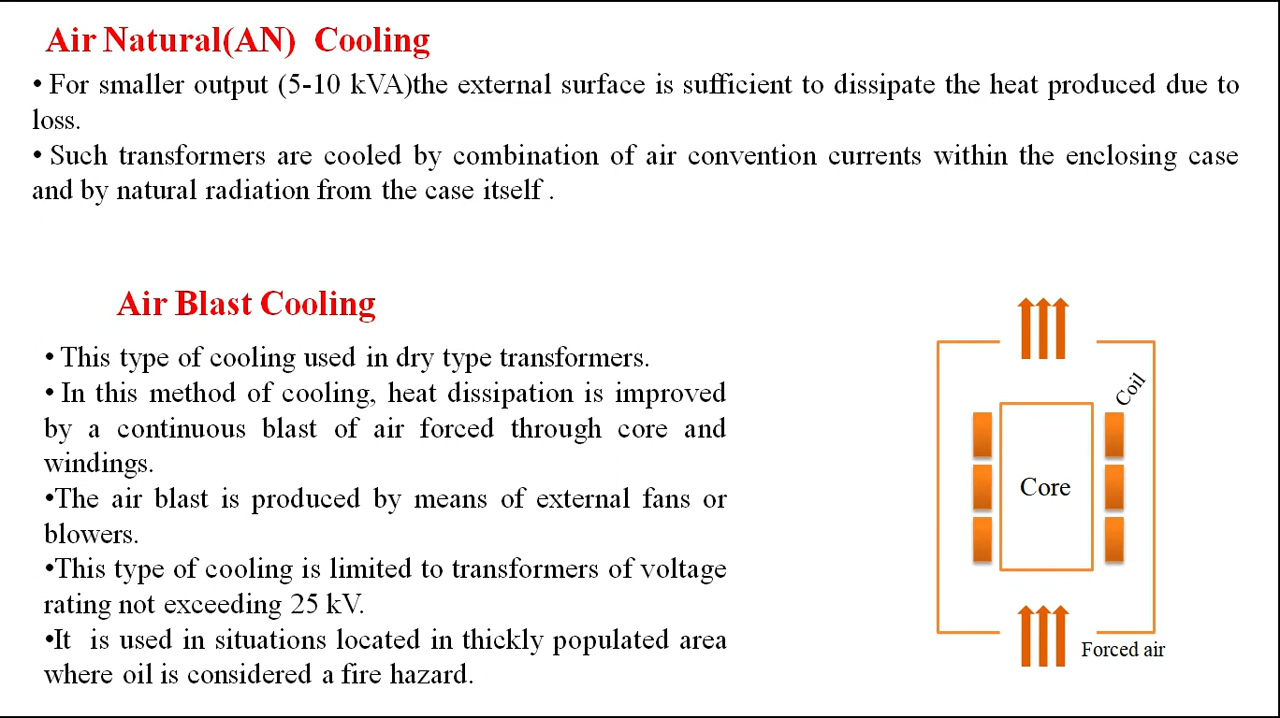 Air Natural(AN) Cooling
• For smaller output (5-10 kVA)the external surface is sufficient to dissipate the heat produced due to
loss.
• Such transformers are cooled by combination of air convention currents within the enclosing case
and by natural radiation from the case itself .
Air Blast Cooling
• This type of cooling used in dry type transformers.
• In this method of cooling, heat dissipation is improved
by a continuous blast of air forced through core and
windings.
•The air blast is produced by means of external fans or
blowers.
•This type of cooling is limited to transformers of voltage
rating not exceeding 25 kV.
•It is used in situations located in thickly populated area
where oil is considered a fire hazard.
Coil
Core
Forced air